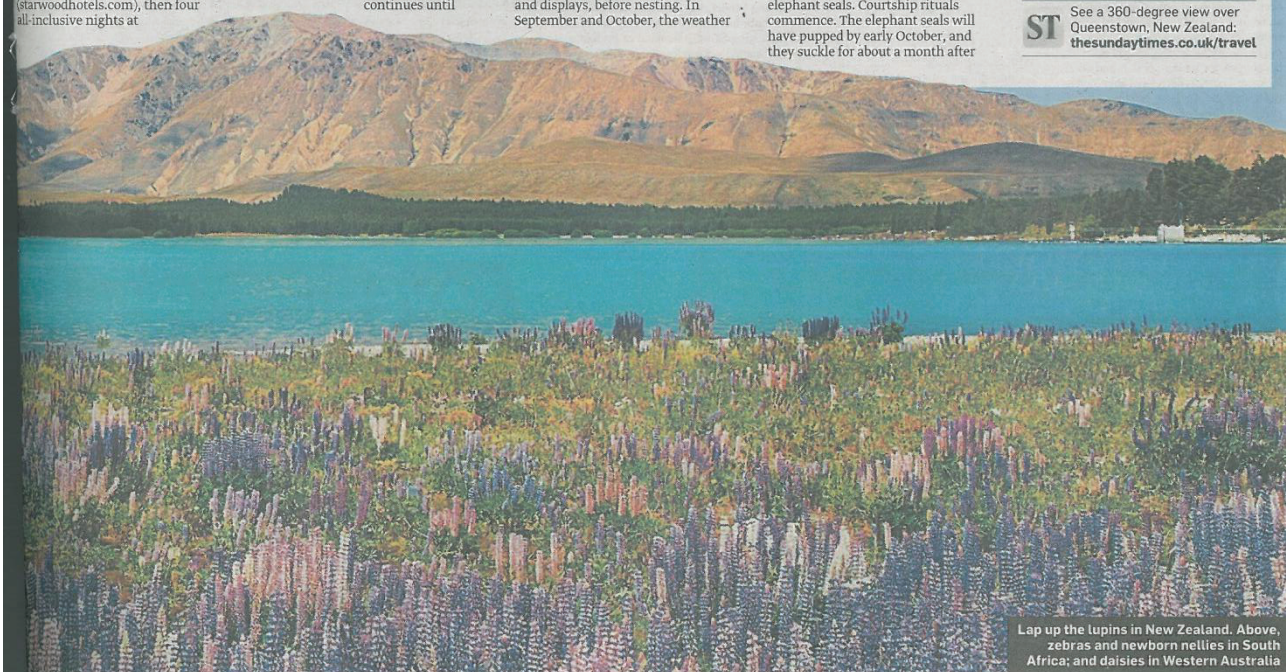 (starwoodhotels.com), then four
all-inclusive nights at
continues until
and displays, before nesting. In
September and October, the weather
elephant seals. Courtship rituals
commence. The elephant seals will
have pupped by early October, and
they suckle for about a month after
ST
See a 360-degree view over
Queenstown, New Zealand:
thesundaytimes.co.uk/travel
Lap up the lupins in New Zealand. Above,
zebras and newborn nellies in South
Africa; and daisies in Western Australia